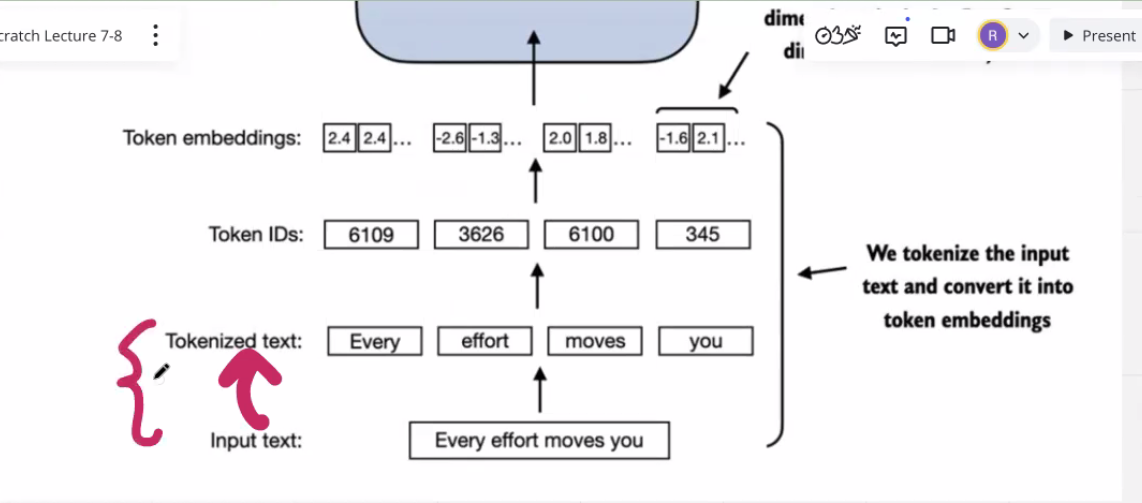 cratch Lecture 7-8
R
Present
dime
di
Token embeddings: 2.4 2.4 ... -2.6 -1.3 ... 2.0 1.8 ... -1.6 2.1 ...
Token IDs: 6109 3626 6100 345
We tokenize the input
text and convert it into
token embeddings
Tokenized text: Every effort moves you
Input text: Every effort moves you